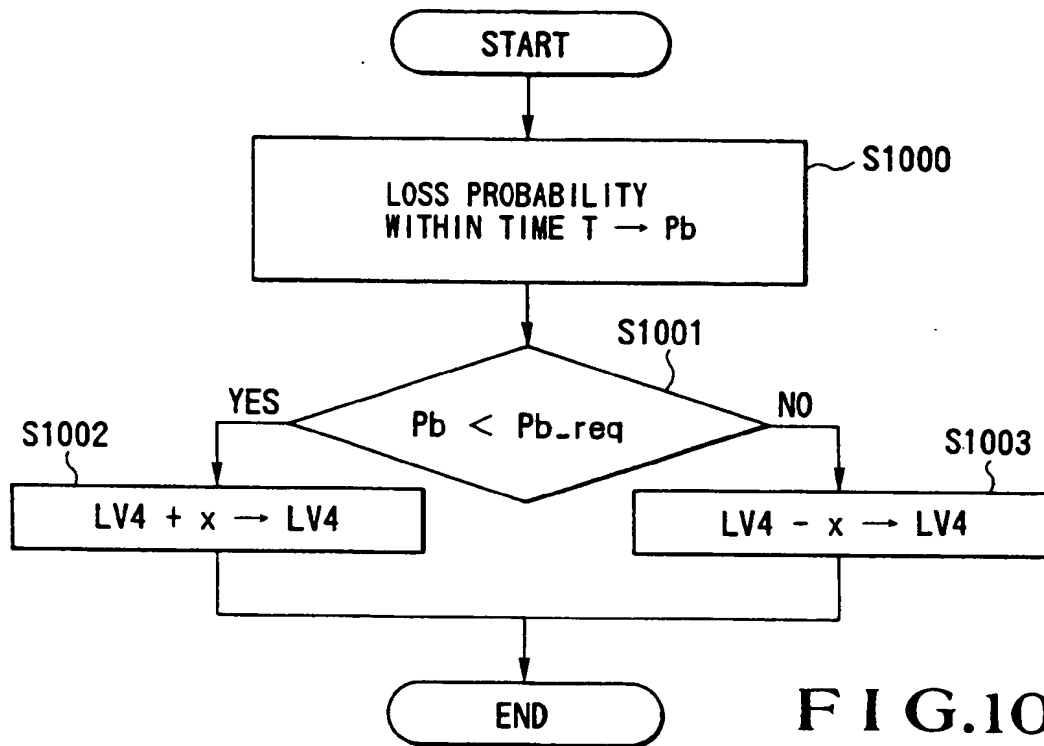 START
S1000
LOSS PROBABILITY
WITHIN TIME T → Pb
S1001
YES
Pb < Pb_req
NO
S1002
S1003
LV4 + x → LV4
LV4 - x → LV4
END
FIG.10